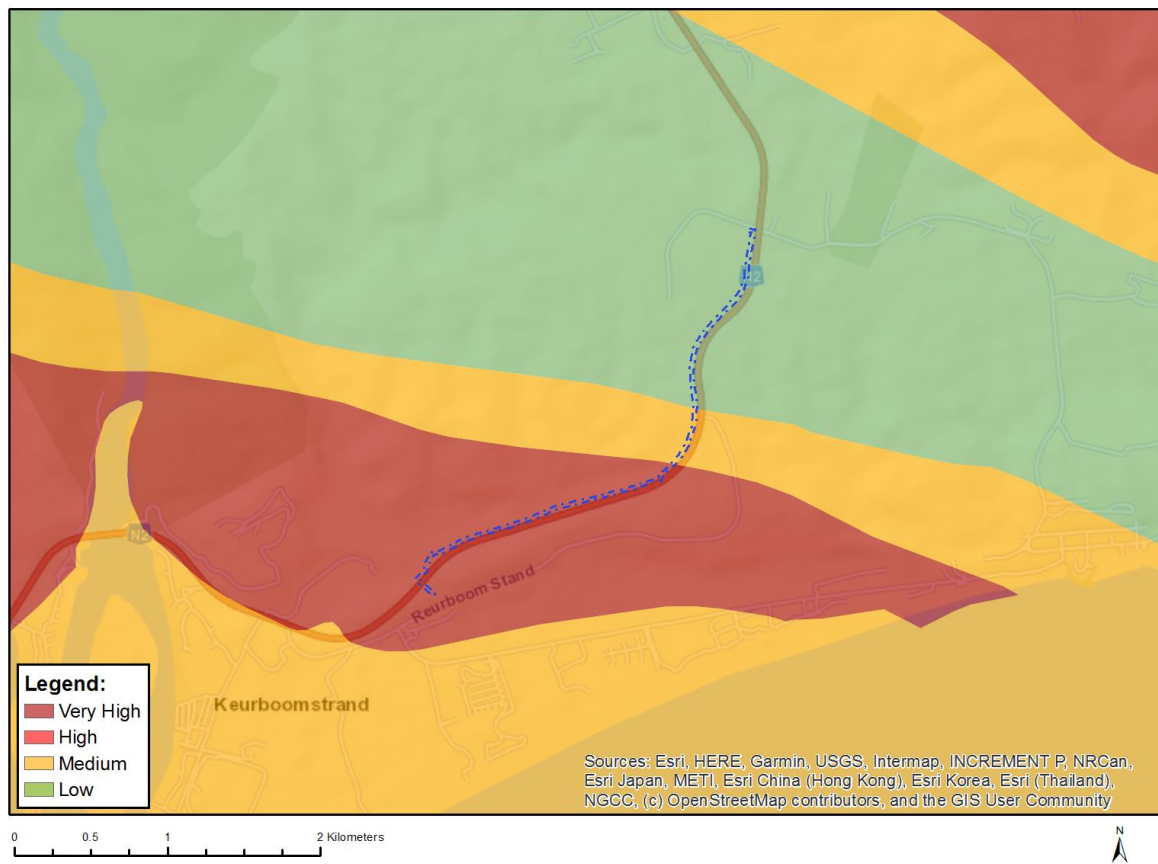 N2
N2
Reurboom Stand
Keurboomstrand
Legend:
Very High
High
Medium
Low
Sources: Esri, HERE, Garmin, USGS, Intermap, INCREMENT P, NRCan,
Esri Japan, METI, Esri China (Hong Kong), Esri Korea, Esri (Thailand),
NGCC, (c) OpenStreetMap contributors, and the GIS User Community
0 0.5 1 2 Kilometers
N